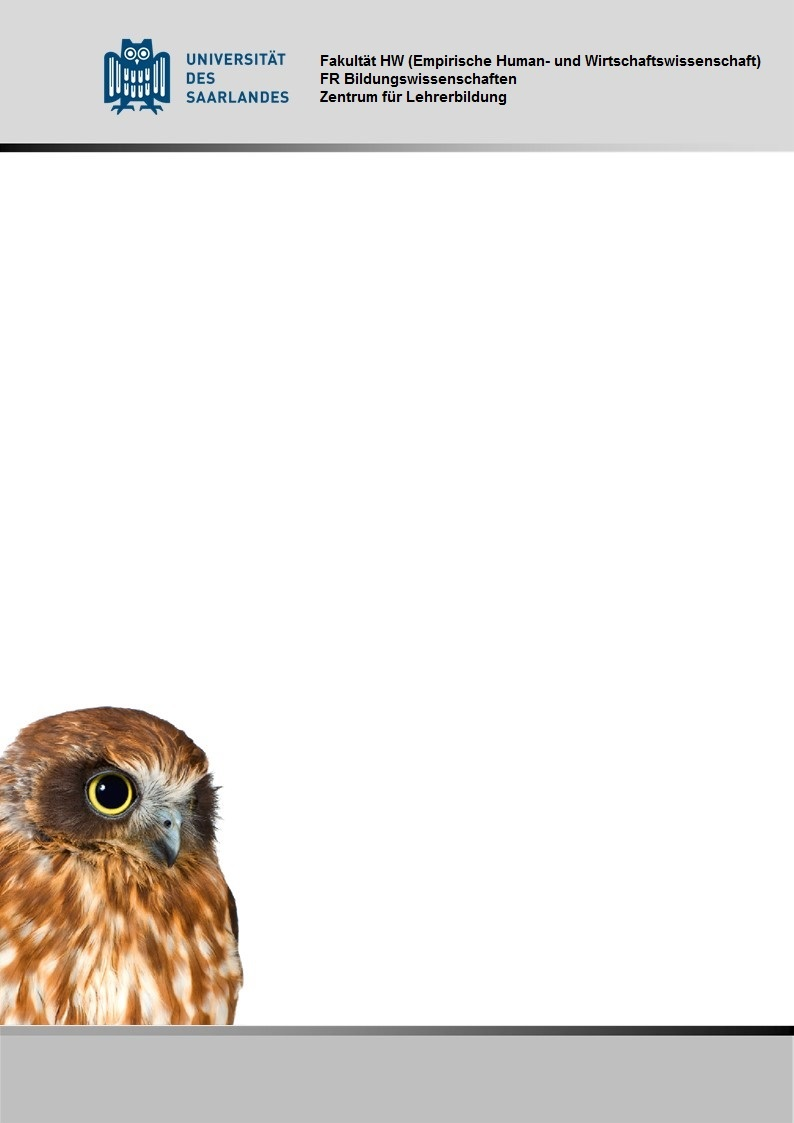 UNIVERSITÄT
DES
SAARLANDES
Fakultät HW (Empirische Human- und Wirtschaftswissenschaft)
FR Bildungswissenschaften
Zentrum für Lehrerbildung